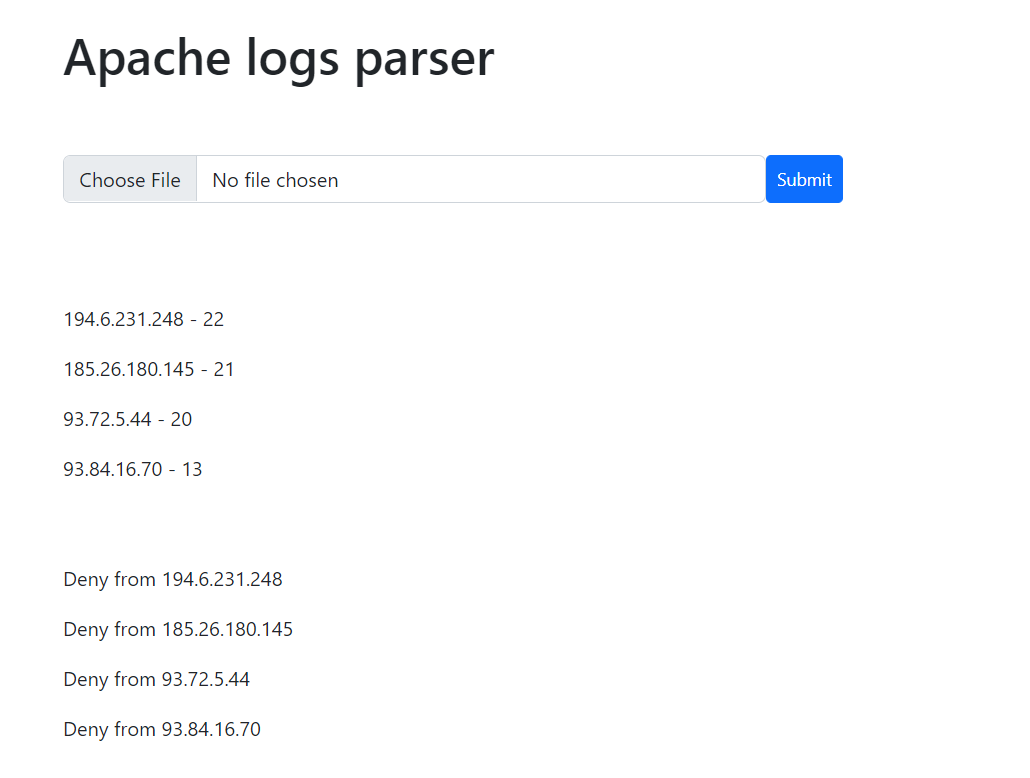 Apache logs parser
Choose File No file chosen Submit
194.6.231.248 - 22
185.26.180.145 - 21
93.72.5.44 - 20
93.84.16.70 - 13
Deny from 194.6.231.248
Deny from 185.26.180.145
Deny from 93.72.5.44
Deny from 93.84.16.70